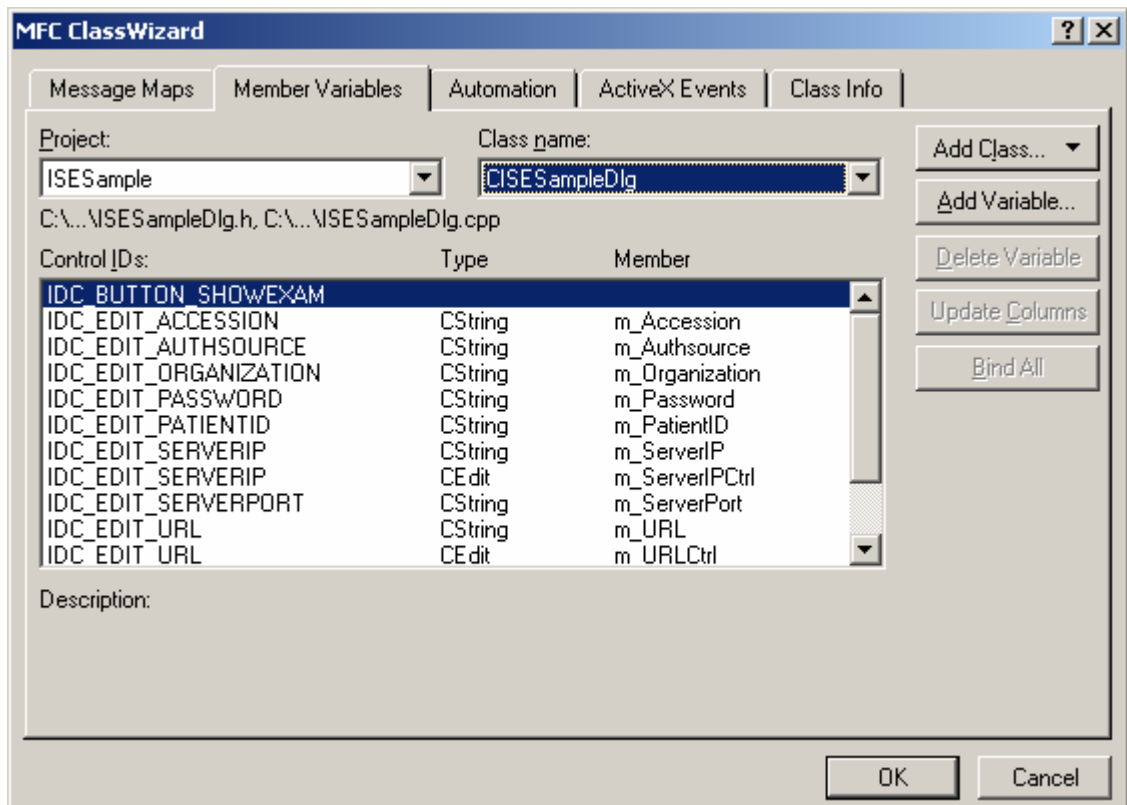 MFC ClassWizard
Message Maps Member Variables Automation ActiveX Events Class Info
Project: Class name:
ISESample CISESampleDlg
C:\...\ISESampleDlg.h, C:\...\ISESampleDlg.cpp
Control IDs: Type Member
IDC_BUTTON_SHOWEXAM
IDC_EDIT_ACCESSION CString m_Accession
IDC_EDIT_AUTHSOURCE CString m_Authsource
IDC_EDIT_ORGANIZATION CString m_Organization
IDC_EDIT_PASSWORD CString m_Password
IDC_EDIT_PATIENTID CString m_PatientID
IDC_EDIT_SERVERIP CString m_ServerIP
IDC_EDIT_SERVERIP CEdit m_ServerIPCtrl
IDC_EDIT_SERVERPORT CString m_ServerPort
IDC_EDIT_URL CString m_URL
IDC_EDIT_URL CEdit m_URLCtrl
Description:
Add Class...
Add Variable...
Delete Variable
Update Columns
Bind All
OK Cancel